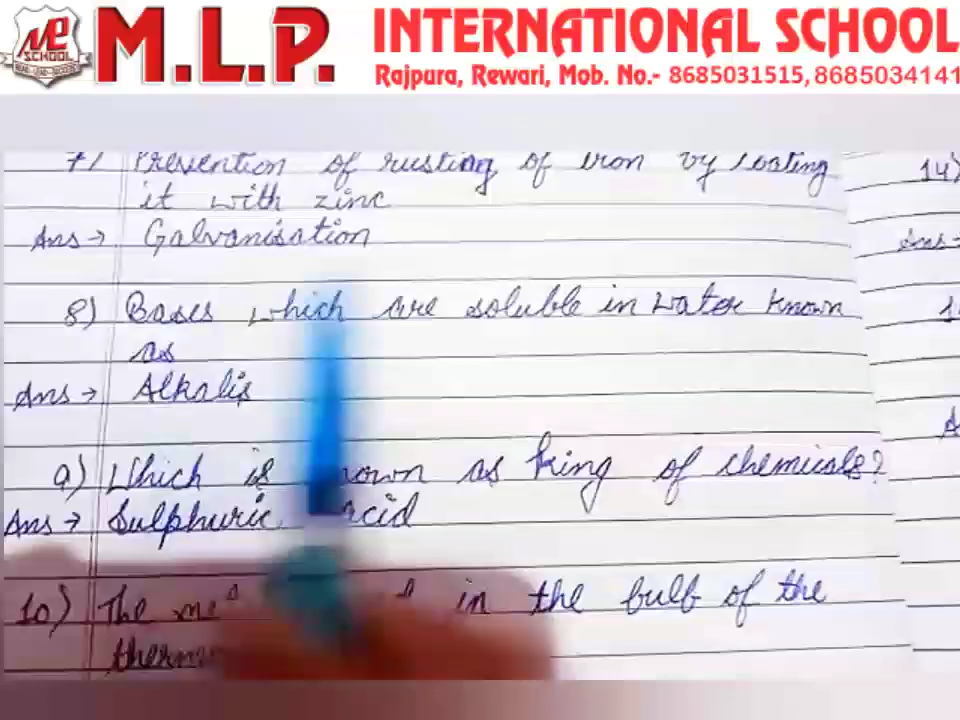 M.L.P. INTERNATIONAL SCHOOL
SCHOOL
Rajpura, Rewari, Mob. No.- 8685031515, 8685034141
7) Prevention of rusting of iron by coating
it with zinc
Ans → Galvanisation
8) Bases which are soluble in water known
as
Ans → Alkalis
9) Which is known as king of chemicals?
Ans → Sulphuric acid
10) The in the bulb of the
14)
Ans →